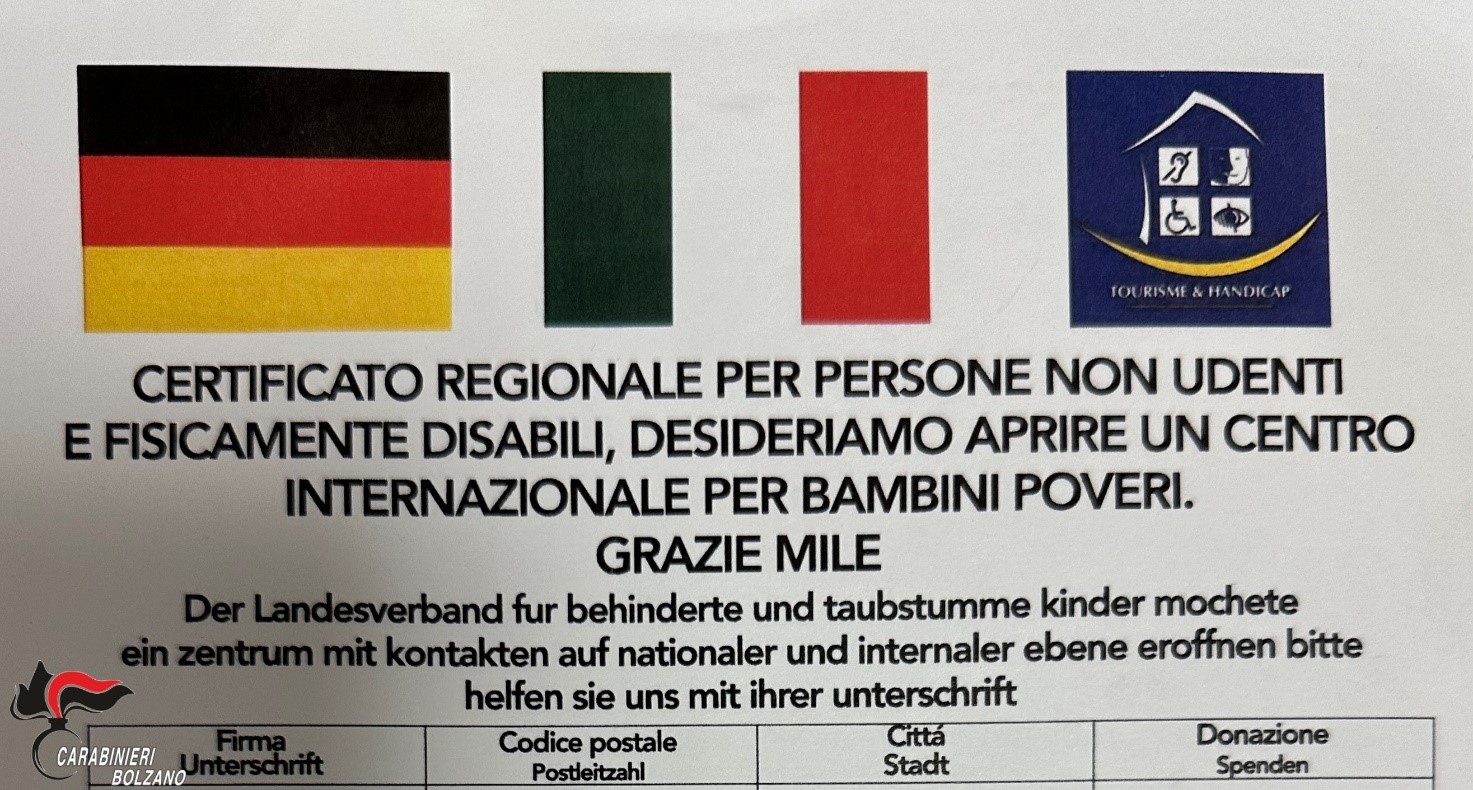 TOURISME & HANDICAP
CERTIFICATO REGIONALE PER PERSONE NON UDENTI
E FISICAMENTE DISABILI, DESIDERIAMO APRIRE UN CENTRO
INTERNAZIONALE PER BAMBINI POVERI.
GRAZIE MILE
Der Landesverband fur behinderte und taubstumme kinder mochete
ein zentrum mit kontakten auf nationaler und internaler ebene eroffnen bitte
helfen sie uns mit ihrer unterschrift
Firma Codice postale Cittá Donazione
Unterschrift Postleitzahl Stadt Spenden
CARABINIERI
BOLZANO